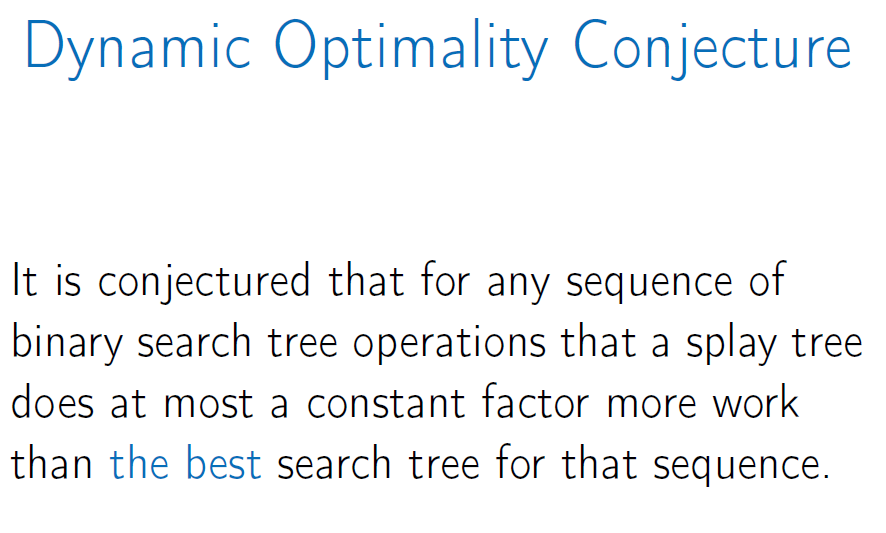 Dynamic Optimality Conjecture
It is conjectured that for any sequence of
binary search tree operations that a splay tree
does at most a constant factor more work
than the best search tree for that sequence.